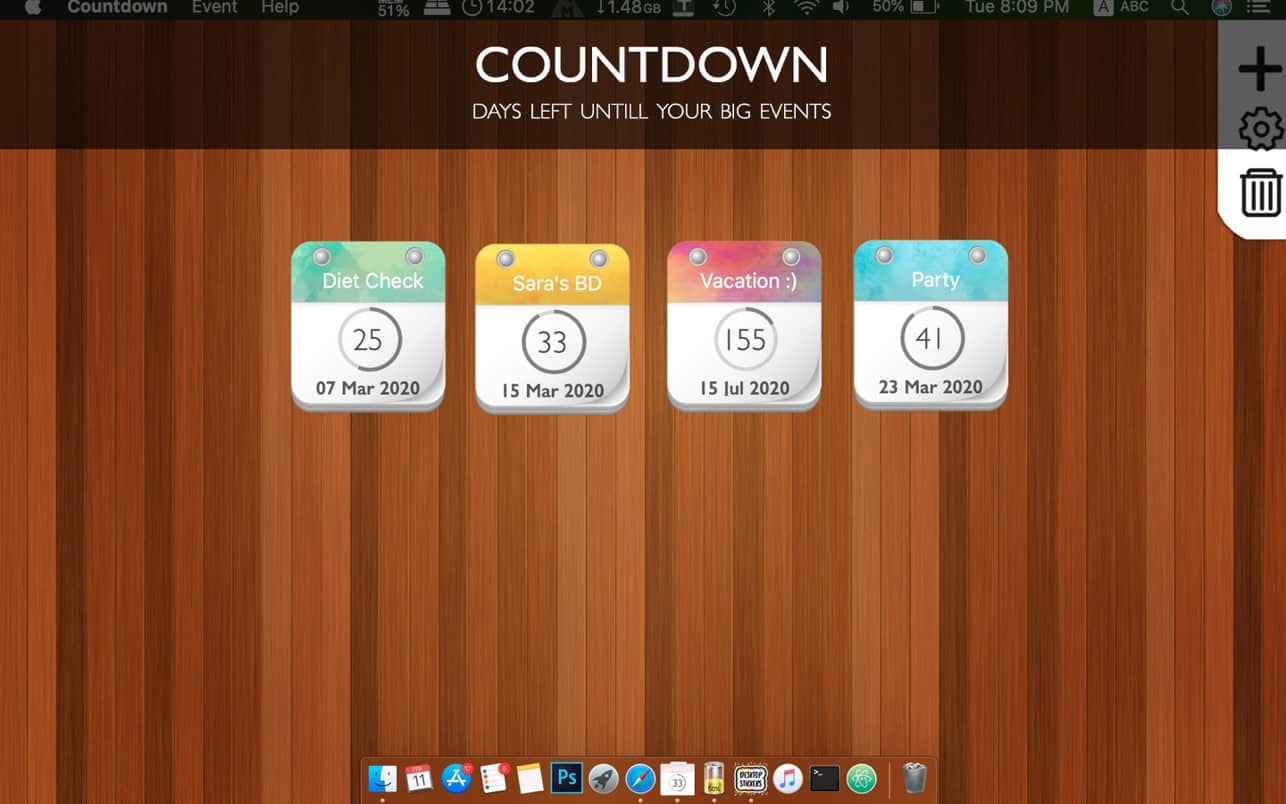 Countdown Event Help 51% 14:02 1.48GB 50% Tue 8:09 PM A ABC
COUNTDOWN
DAYS LEFT UNTILL YOUR BIG EVENTS
Diet Check
25
07 Mar 2020
Sara's BD
33
15 Mar 2020
Vacation :)
155
15 Jul 2020
Party
41
23 Mar 2020
11
17
Ps
33
DESKTOP
STICKERS